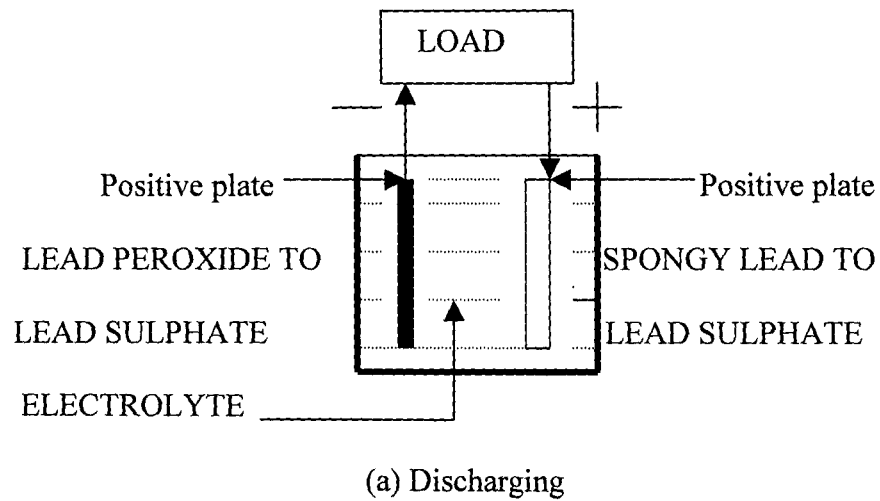 LOAD
— +
Positive plate Positive plate
LEAD PEROXIDE TO SPONGY LEAD TO
LEAD SULPHATE LEAD SULPHATE
ELECTROLYTE
(a) Discharging